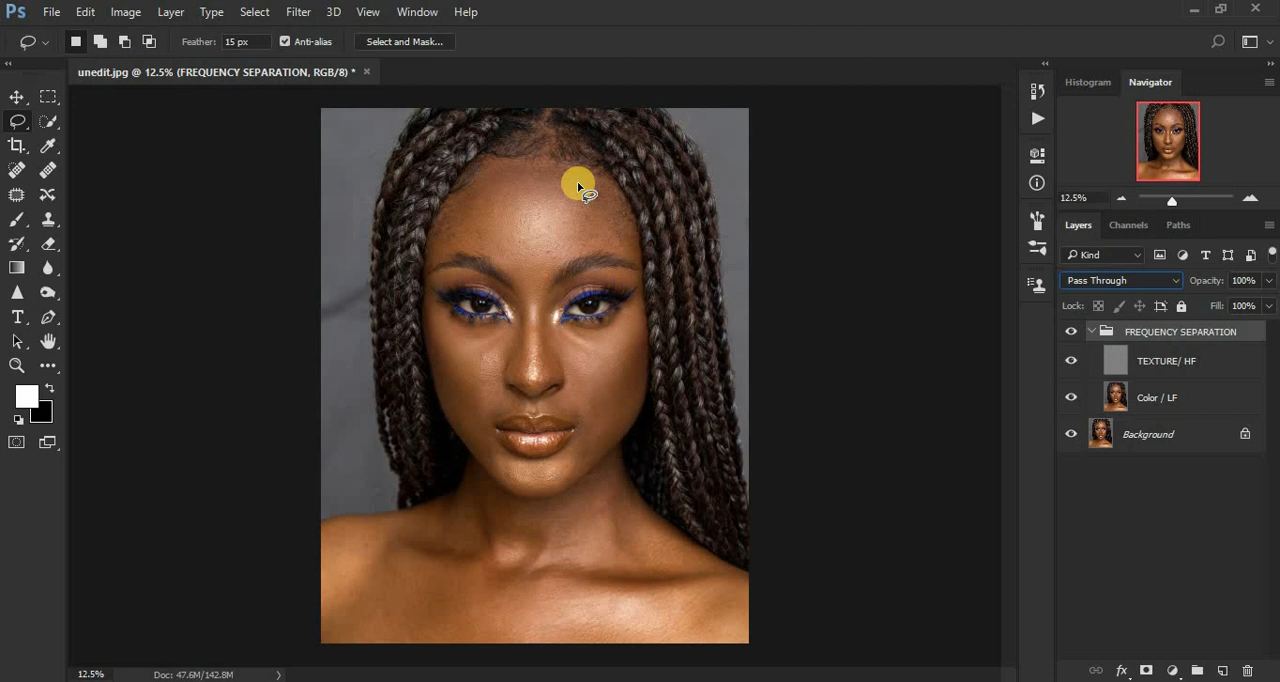 Ps File Edit Image Layer Type Select Filter 3D View Window Help
Feather: 15 px Anti-alias Select and Mask...
unedit.jpg @ 12.5% (FREQUENCY SEPARATION, RGB/8) *
Histogram Navigator
12.5%
Layers Channels Paths
Kind
Pass Through Opacity: 100%
Lock: Fill: 100%
FREQUENCY SEPARATION
TEXTURE/ HF
Color / LF
Background
12.5% Doc: 47.6M/142.8M